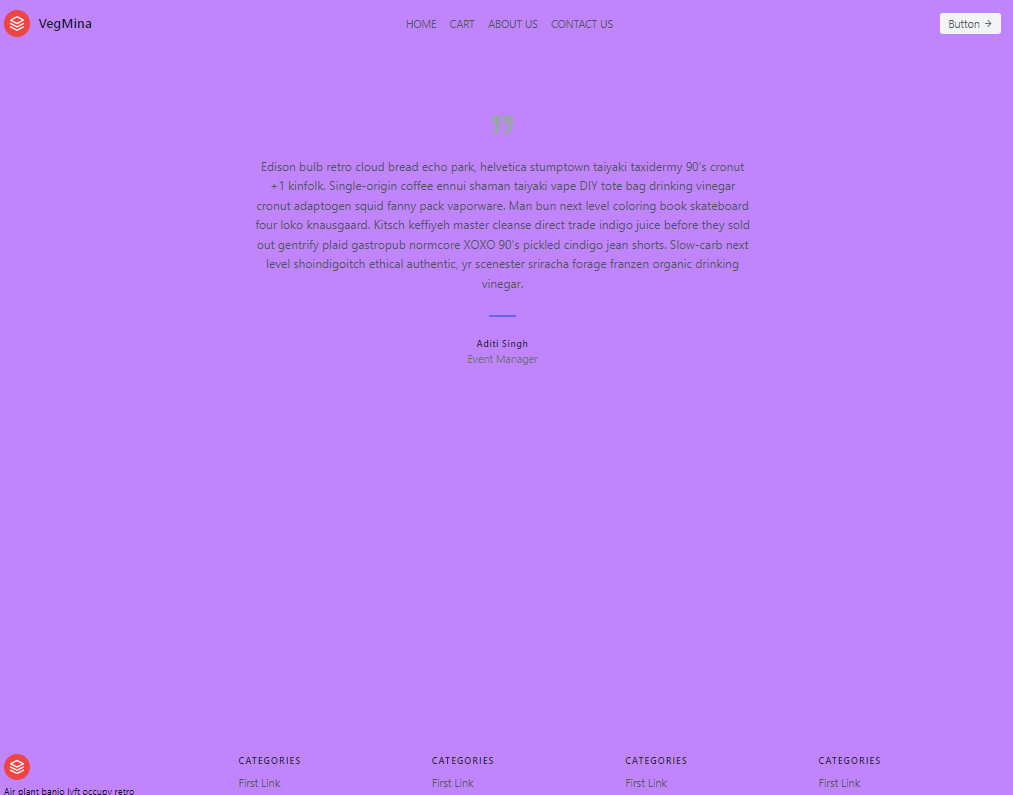 VegMina
HOME CART ABOUT US CONTACT US
Button →
Edison bulb retro cloud bread echo park, helvetica stumptown taiyaki taxidermy 90's cronut
+1 kinfolk. Single-origin coffee ennui shaman taiyaki vape DIY tote bag drinking vinegar
cronut adaptogen squid fanny pack vaporware. Man bun next level coloring book skateboard
four loko knausgaard. Kitsch keffiyeh master cleanse direct trade indigo juice before they sold
out gentrify plaid gastropub normcore XOXO 90's pickled cindigo jean shorts. Slow-carb next
level shoindigoitch ethical authentic, yr scenester sriracha forage franzen organic drinking
vinegar.
Aditi Singh
Event Manager
CATEGORIES CATEGORIES CATEGORIES CATEGORIES
First Link First Link First Link First Link
Air plant banjo lyft occupy retro